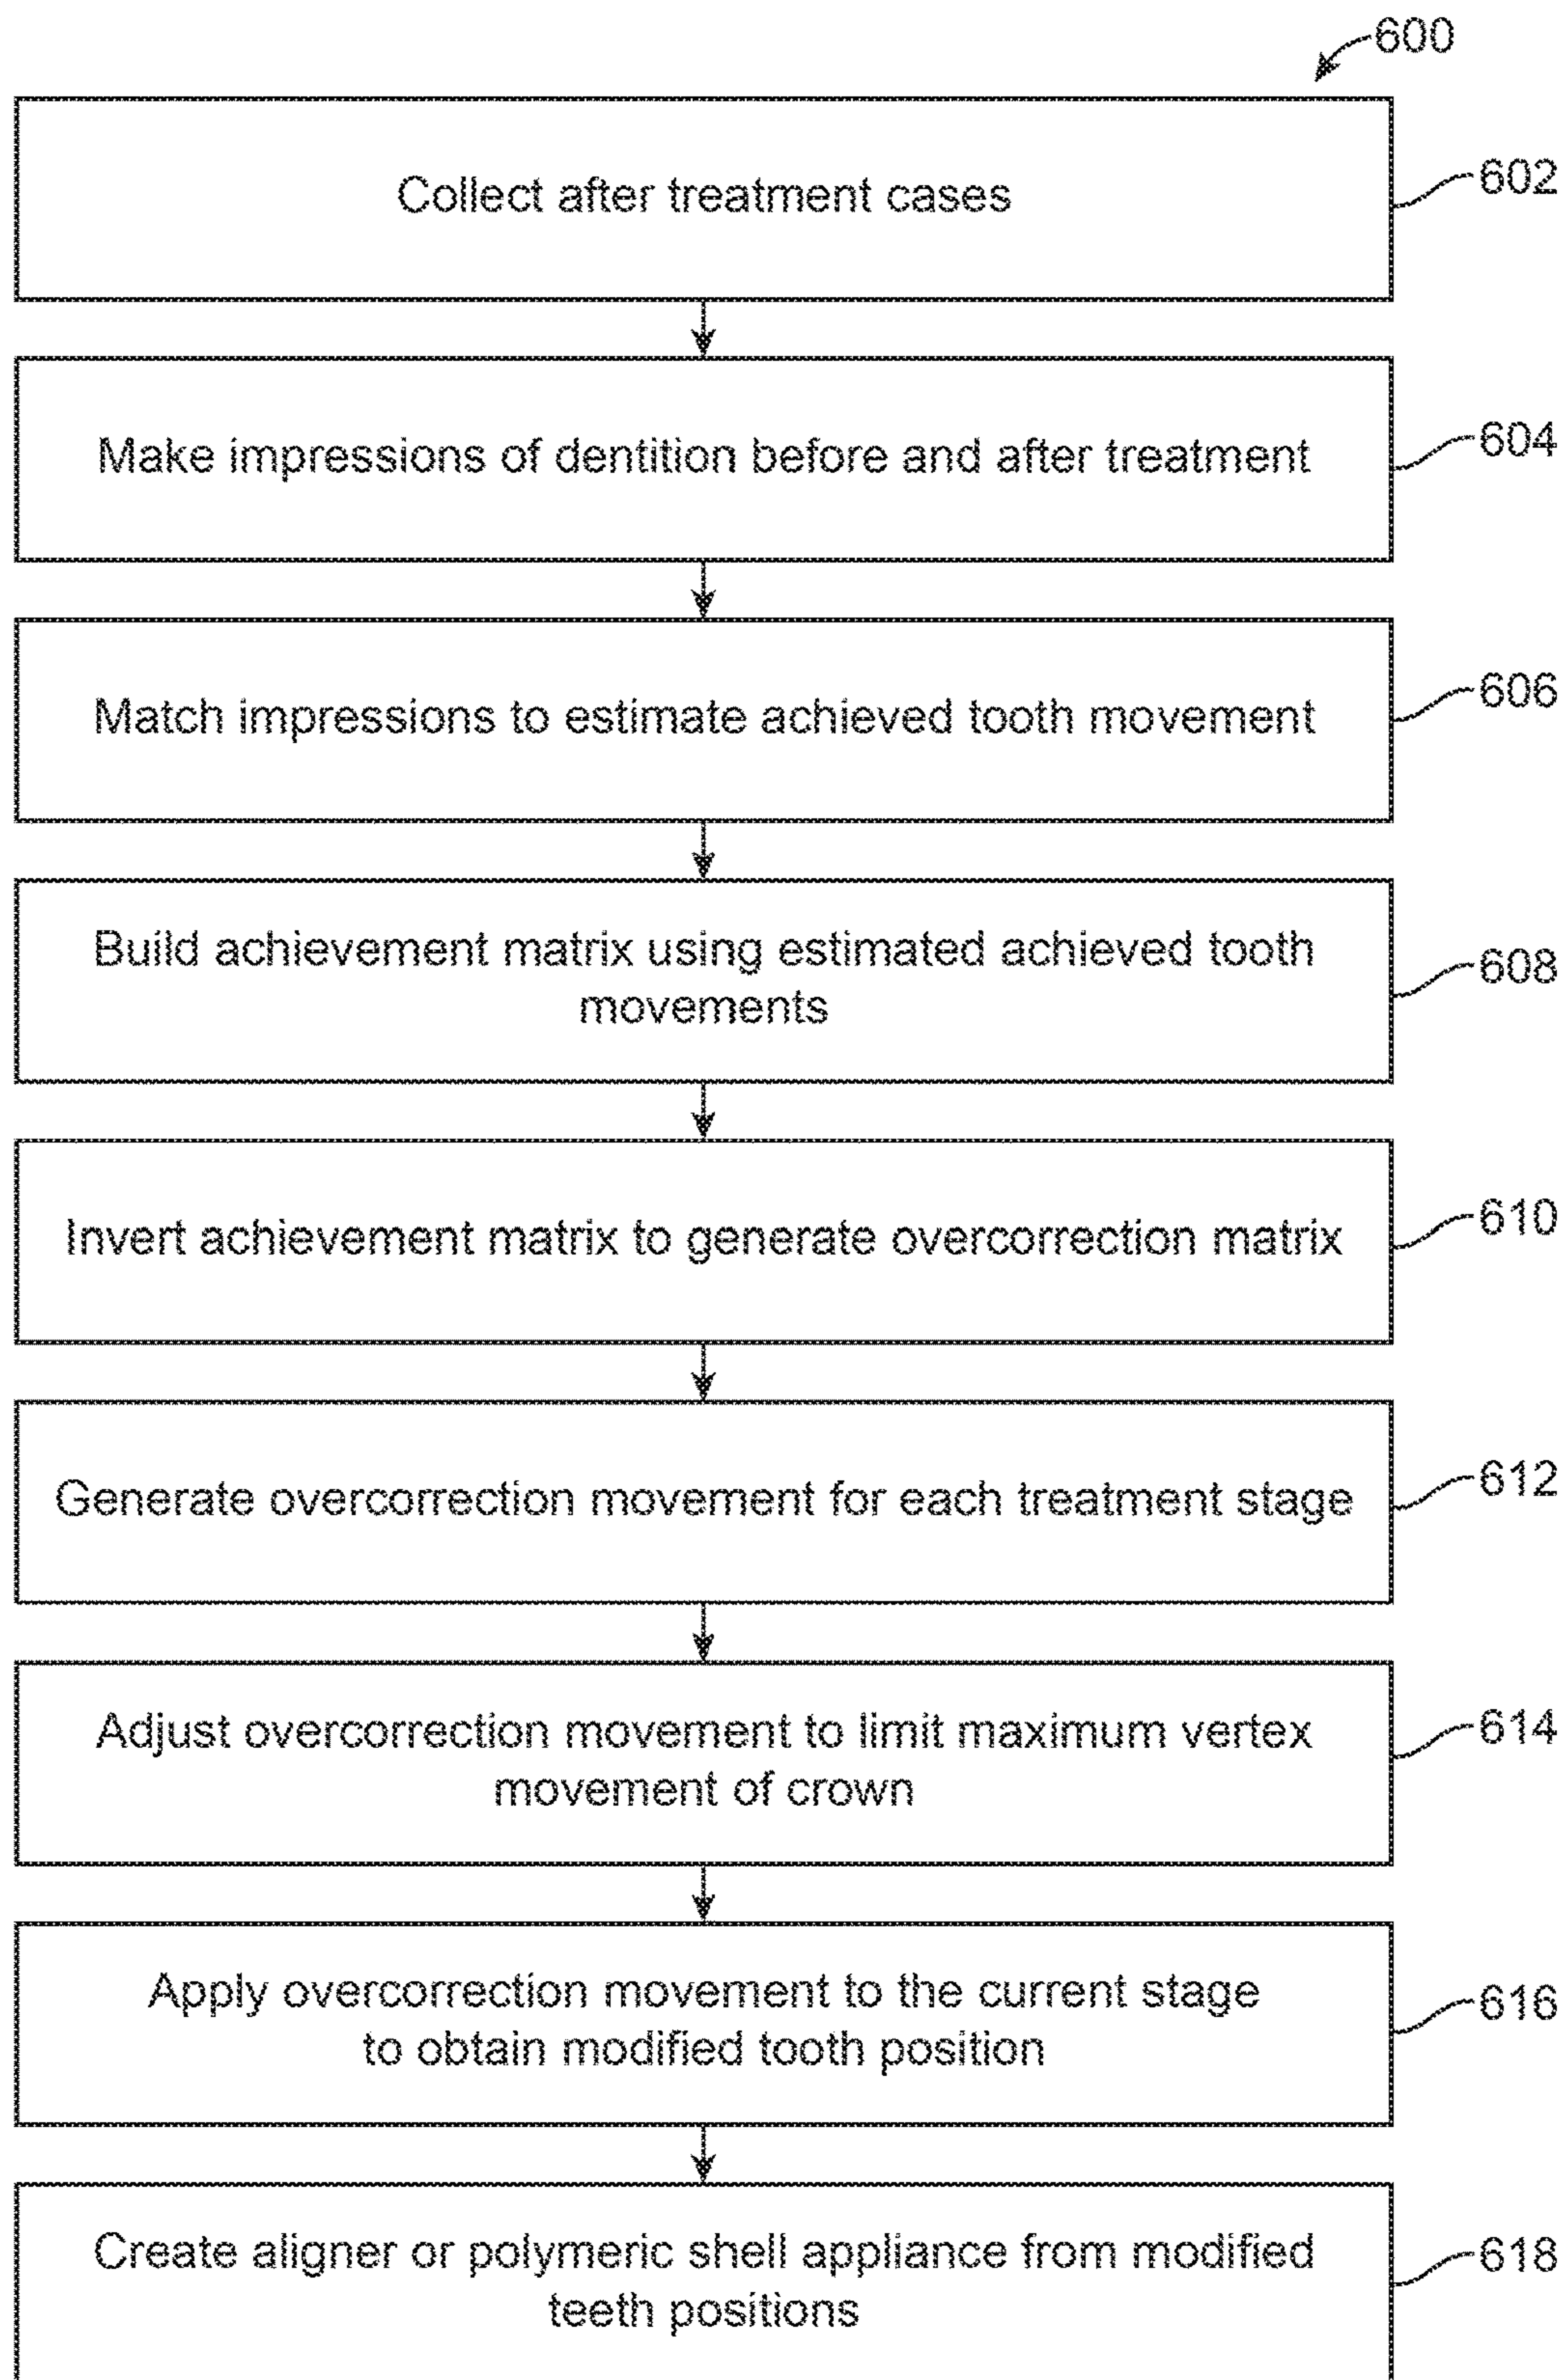 600
Collect after treatment cases
602
Make impressions of dentition before and after treatment
604
Match impressions to estimate achieved tooth movement
606
Build achievement matrix using estimated achieved tooth
movements
608
Invert achievement matrix to generate overcorrection matrix
610
Generate overcorrection movement for each treatment stage
612
Adjust overcorrection movement to limit maximum vertex
movement of crown
614
Apply overcorrection movement to the current stage
to obtain modified tooth position
616
Create aligner or polymeric shell appliance from modified
teeth positions
618